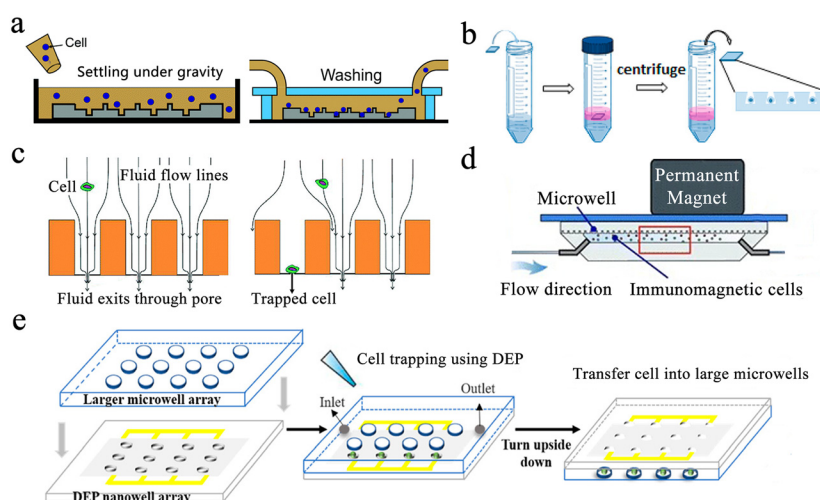 a
Cell
Settling under gravity
Washing
b
centrifuge
c
Cell
Fluid flow lines
Fluid exits through pore
Trapped cell
d
Permanent
Magnet
Microwell
Flow direction
Immunomagnetic cells
e
Larger microwell array
DEP nanowell array
Cell trapping using DEP
Inlet
Outlet
Turn upside
down
Transfer cell into large microwells